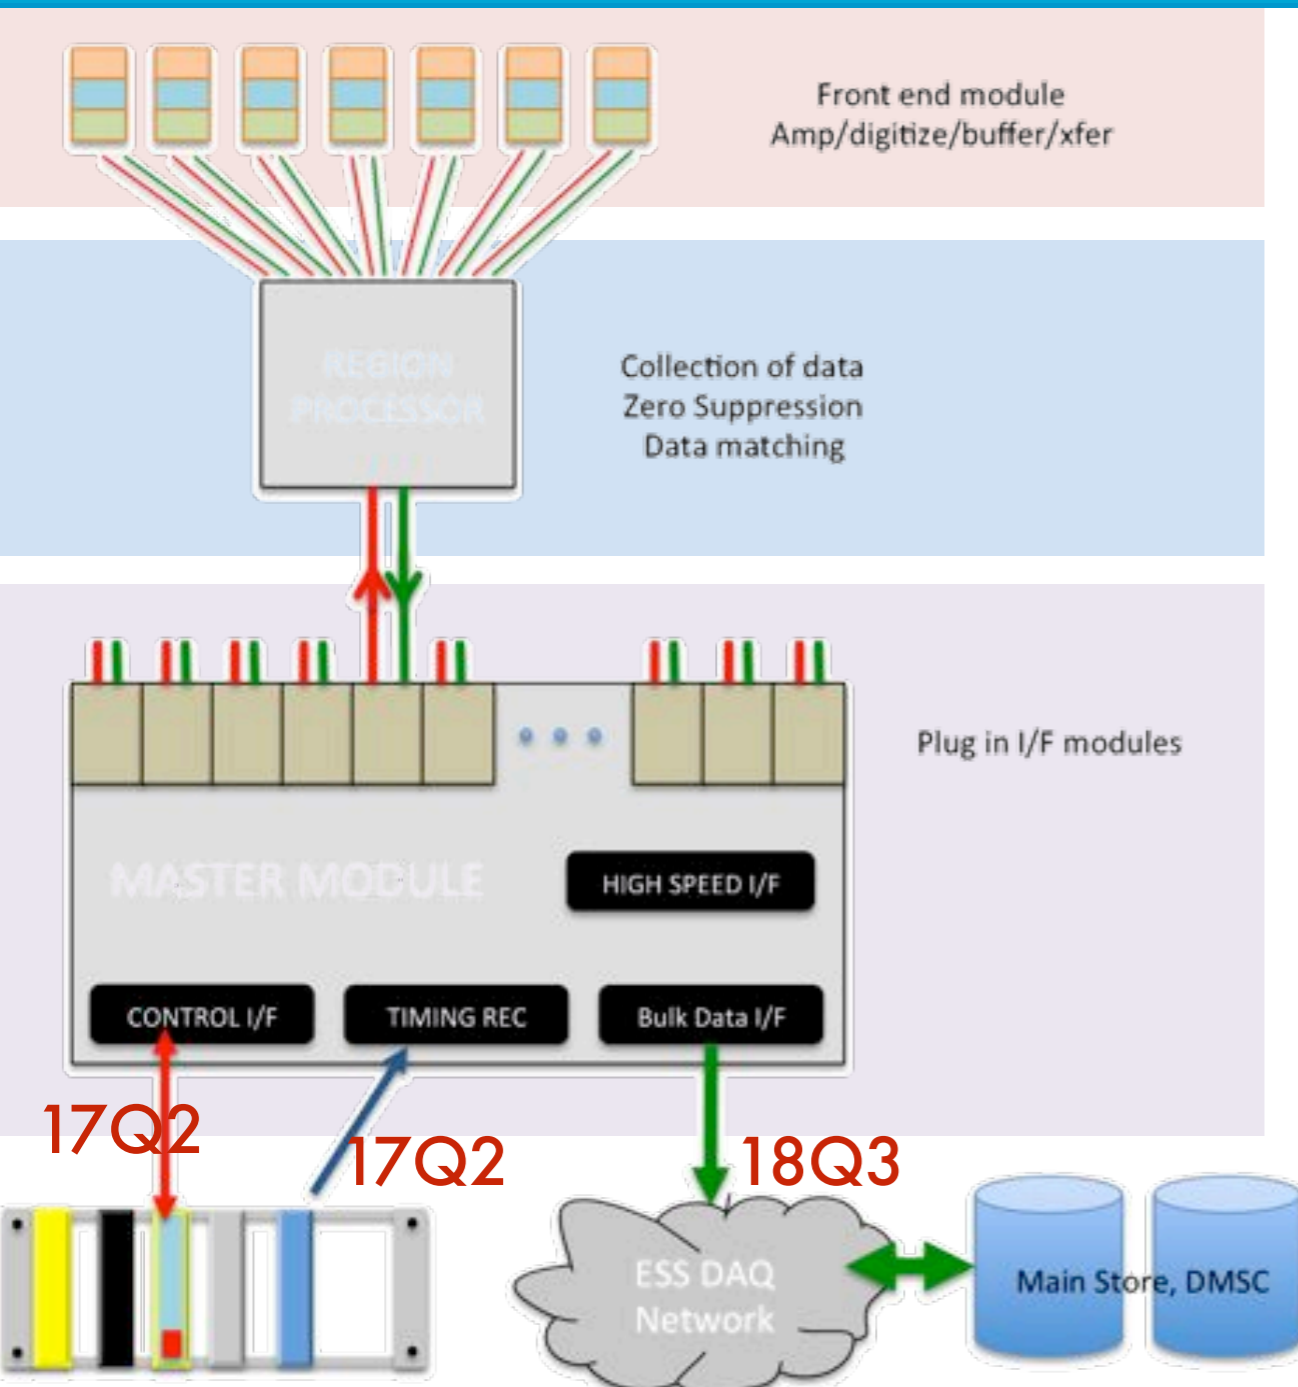 Front end module
Amp/digitize/buffer/xfer
REGION
PROCESSOR
Collection of data
Zero Suppression
Data matching
Plug in I/F modules
MASTER MODULE
HIGH SPEED I/F
CONTROL I/F
TIMING REC
Bulk Data I/F
17Q2
17Q2
18Q3
ESS DAQ
Network
Main Store, DMSC